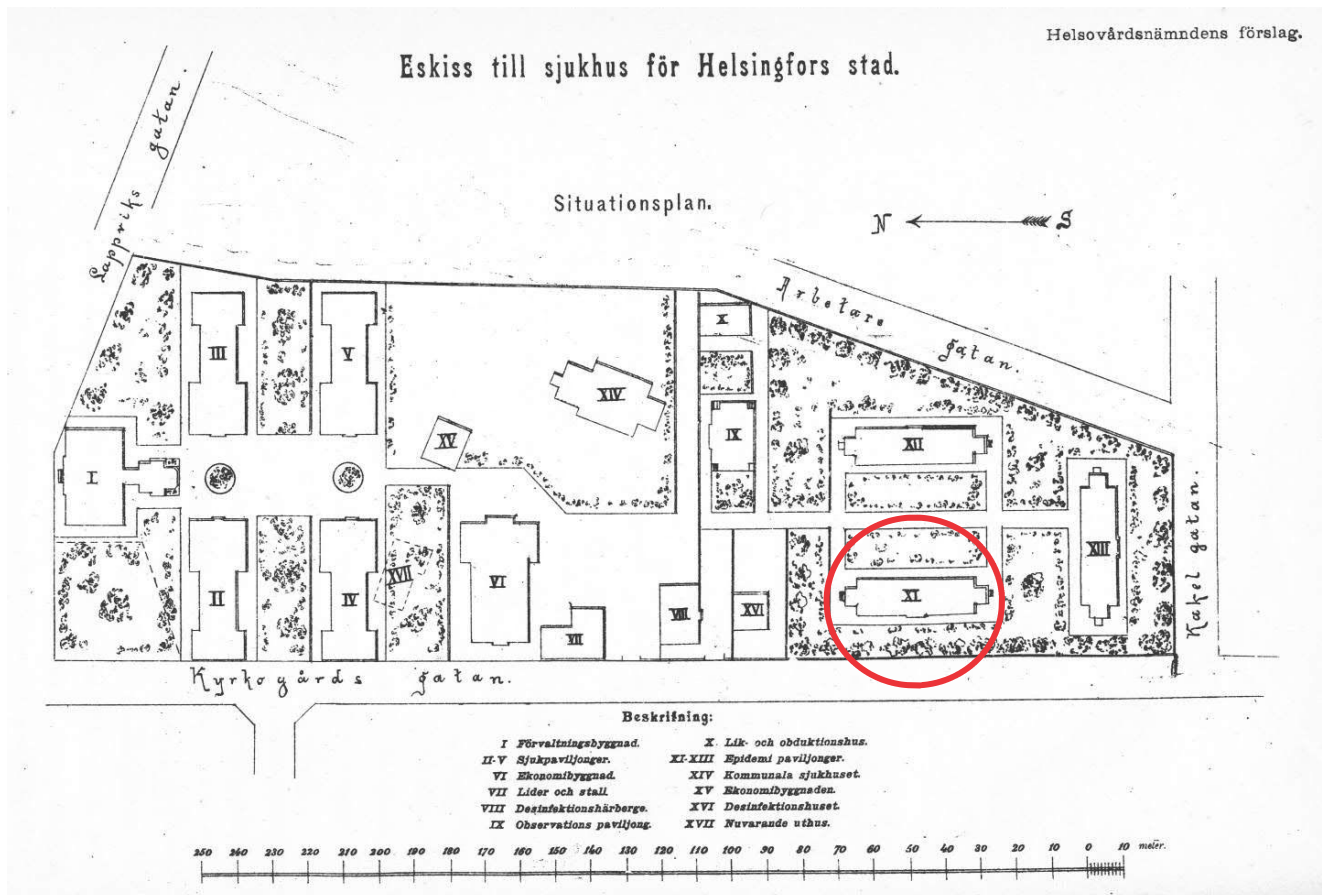 Helsovårdsnämndens förslag.
Eskiss till sjukhus för Helsingfors stad.
Situationsplan.
N S
Lappviks gatan.
Arbetare gatan.
Kakel gatan.
Kyrkogårds gatan.
III
V
XIV
X
XV
IX
XII
I
XIII
II
IV
XVII
VI
VII
VIII
XVI
XI
Beskrifning:
I Förvaltningsbyggnad.
II-V Sjukpaviljonger.
VI Ekonomibyggnad.
VII Lider och stall.
VIII Desinfektionshärberge.
IX Observations paviljong.
X Lik- och obduktionshus.
XI-XIII Epidemi paviljonger.
XIV Kommunala sjukhuset.
XV Ekonomibyggnaden.
XVI Desinfektionshuset.
XVII Nuvarande uthus.
250 240 230 220 210 200 190 180 170 160 150 140 130 120 110 100 90 80 70 60 50 40 30 20 10 0 10 meter.